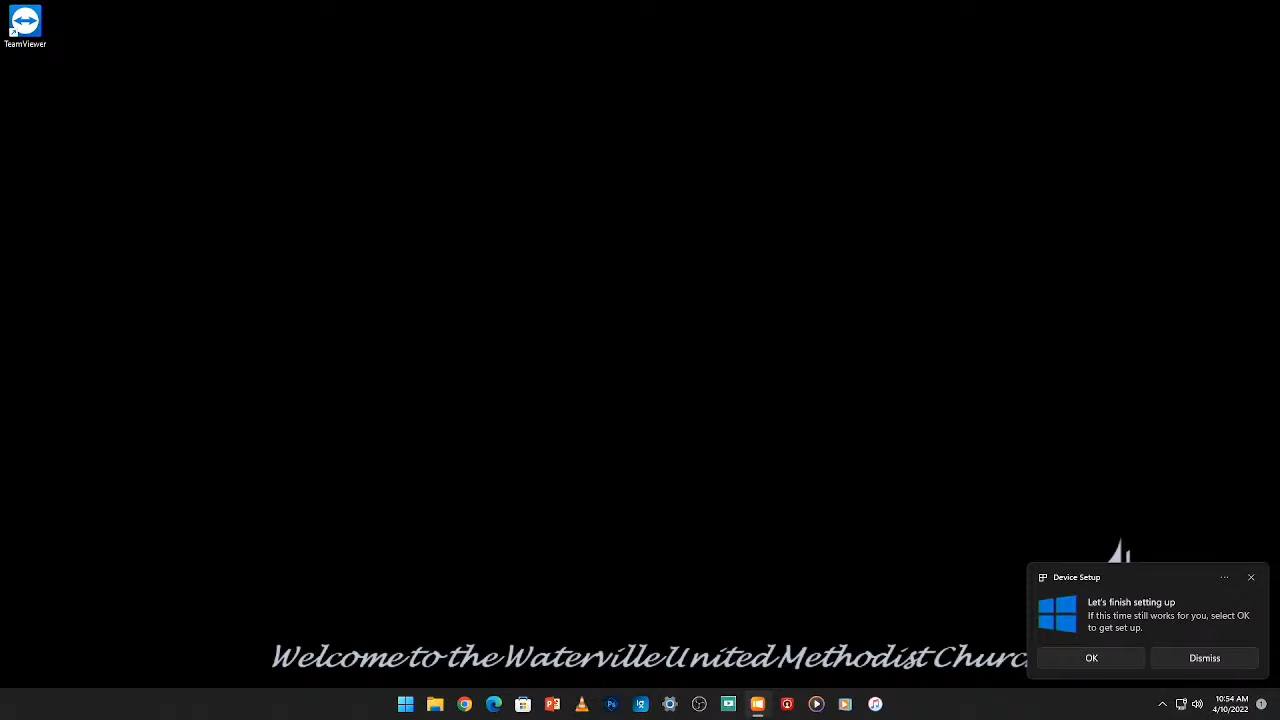 TeamViewer
Device Setup
Let's finish setting up
If this time still works for you, select OK
to get set up.
OK
Dismiss
Welcome to the Waterville United Methodist Churc
10:54 AM
4/10/2022
1